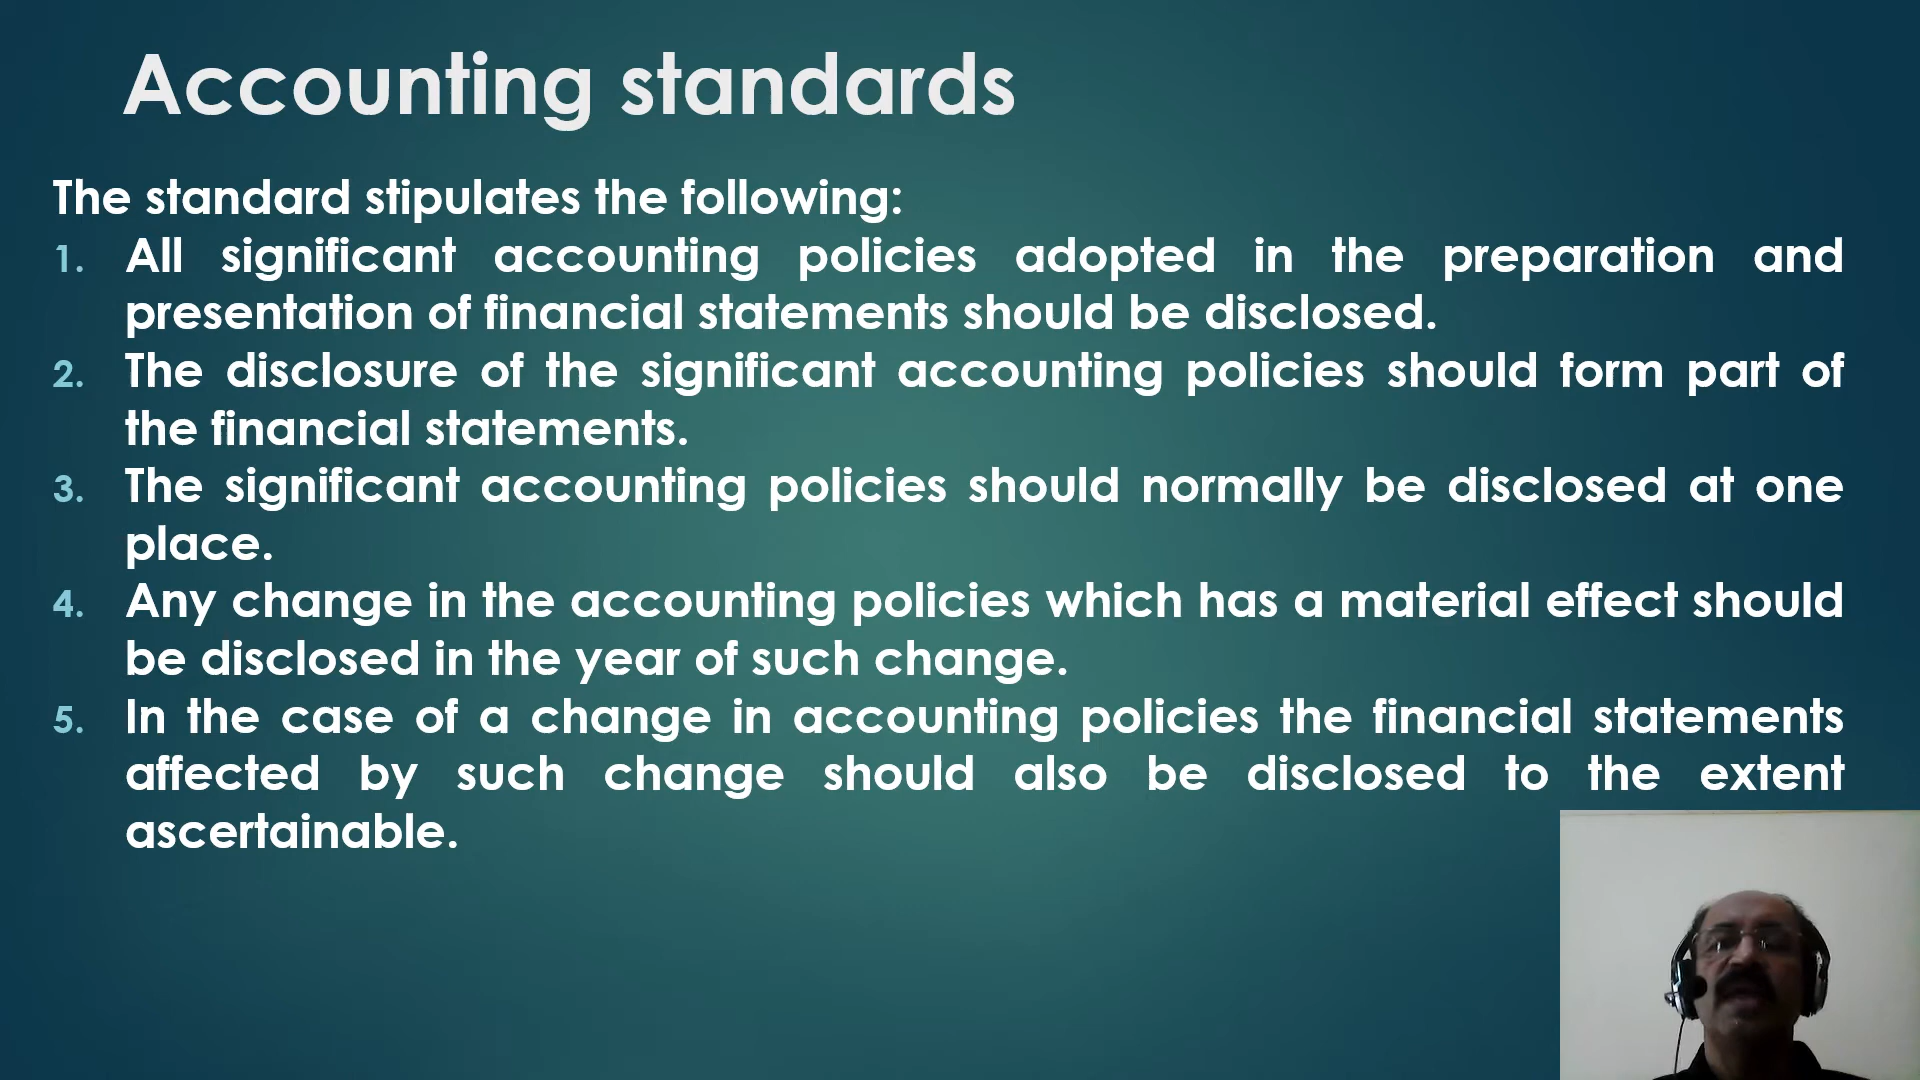 Accounting standards
The standard stipulates the following:
1. All significant accounting policies adopted in the preparation and
presentation of financial statements should be disclosed.
2. The disclosure of the significant accounting policies should form part of
the financial statements.
3. The significant accounting policies should normally be disclosed at one
place.
4. Any change in the accounting policies which has a material effect should
be disclosed in the year of such change.
5. In the case of a change in accounting policies the financial statements
affected by such change should also be disclosed to the extent
ascertainable.